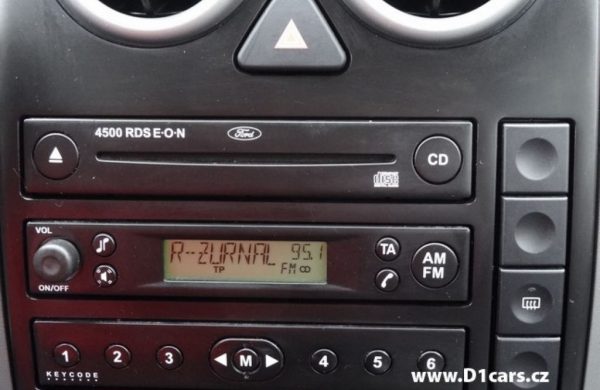 4500 RDS E·O·N
Ford
CD
VOL
ON/OFF
R--ZURNAL 95.1
TP FM
TA
AM
FM
1 2 3 M 4 5 6
KEYCODE
www.D1cars.cz